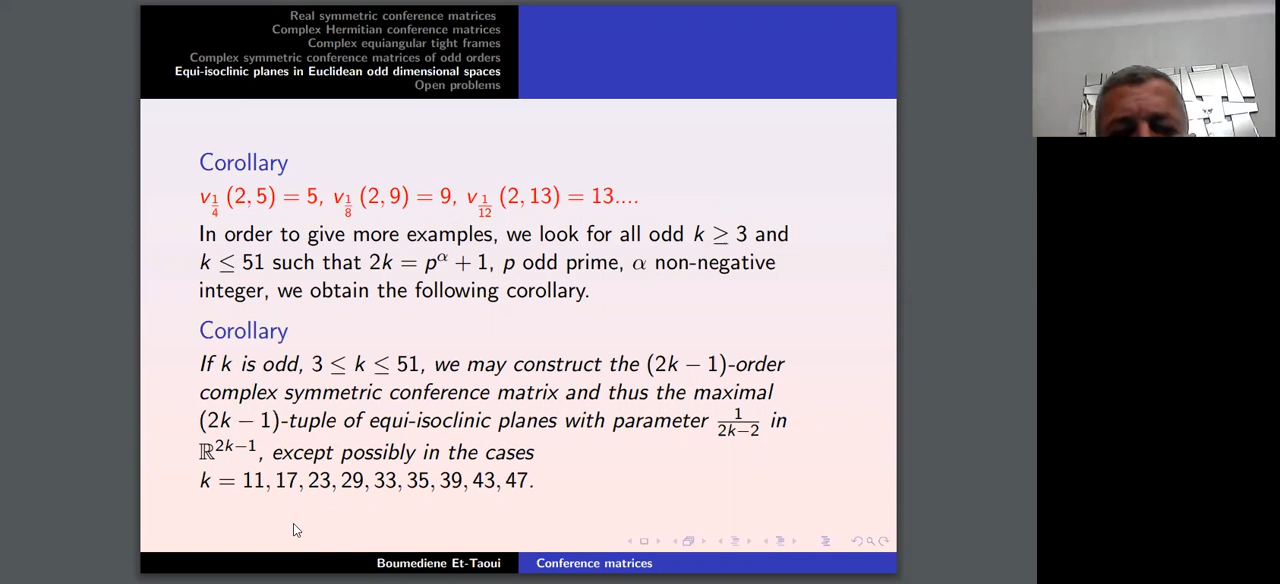 Real symmetric conference matrices
Complex Hermitian conference matrices
Complex equiangular tight frames
Complex symmetric conference matrices of odd orders
Equi-isoclinic planes in Euclidean odd dimensional spaces
Open problems
Corollary
v_{1/4} (2, 5) = 5, v_{1/8} (2, 9) = 9, v_{1/12} (2, 13) = 13....
In order to give more examples, we look for all odd k ≥ 3 and
k ≤ 51 such that 2k = p^α + 1, p odd prime, α non-negative
integer, we obtain the following corollary.
Corollary
If k is odd, 3 ≤ k ≤ 51, we may construct the (2k − 1)-order
complex symmetric conference matrix and thus the maximal
(2k − 1)-tuple of equi-isoclinic planes with parameter 1/(2k−2) in
ℝ^{2k−1}, except possibly in the cases
k = 11, 17, 23, 29, 33, 35, 39, 43, 47.
Boumediene Et-Taoui Conference matrices